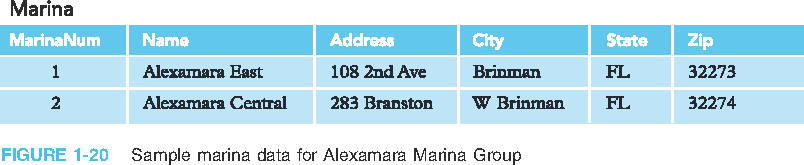 Marina
MarinaNum Name Address City State Zip
1 Alexamara East 108 2nd Ave Brinman FL 32273
2 Alexamara Central 283 Branston W Brinman FL 32274
FIGURE 1-20 Sample marina data for Alexamara Marina Group